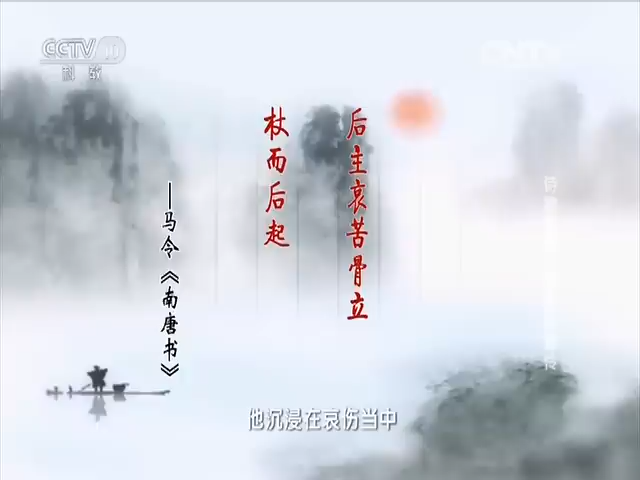 CCTV 10
科教
后主哀苦骨立
杖而后起
—马令《南唐书》
他沉浸在哀伤当中